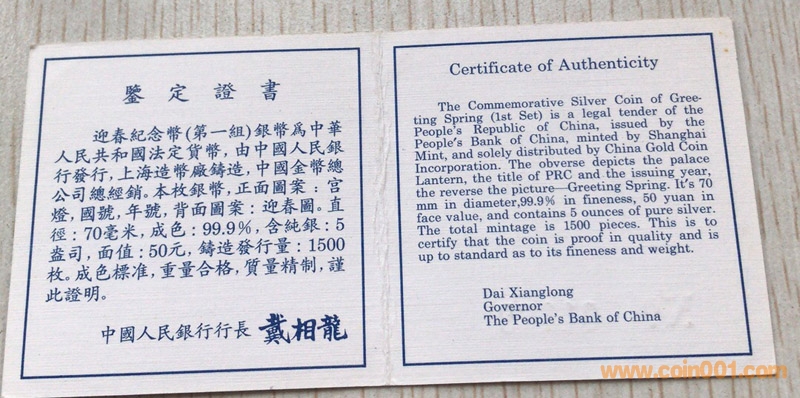 鑒定證書
迎春紀念幣(第一組)銀幣爲中華
人民共和國法定貨幣,由中國人民銀
行發行,上海造幣廠鑄造,中國金幣總
公司總經銷。本枚銀幣,正面圖案:宫
燈,國號,年號,背面圖案:迎春圖。直
徑:70毫米,成色:99.9%,含純銀:5
盎司,面值:50元,鑄造發行量:1500
枚。成色標准,重量合格,質量精制,謹
此證明。
中國人民銀行行長 戴相龍
Certificate of Authenticity
The Commemorative Silver Coin of Gree-
ting Spring (1st Set) is a legal tender of the
People's Republic of China, issued by the
People's Bank of China, minted by Shanghai
Mint, and solely distributed by China Gold Coin
Incorporation. The obverse depicts the palace
Lantern, the title of PRC and the issuing year,
the reverse the picture—Greeting Spring. It's 70
mm in diameter,99.9% in fineness, 50 yuan in
face value, and contains 5 ounces of pure silver.
The total mintage is 1500 pieces. This is to
certify that the coin is proof in quality and is
up to standard as to its fineness and weight.
Dai Xianglong
Governor
The People's Bank of China
www.coin001.com